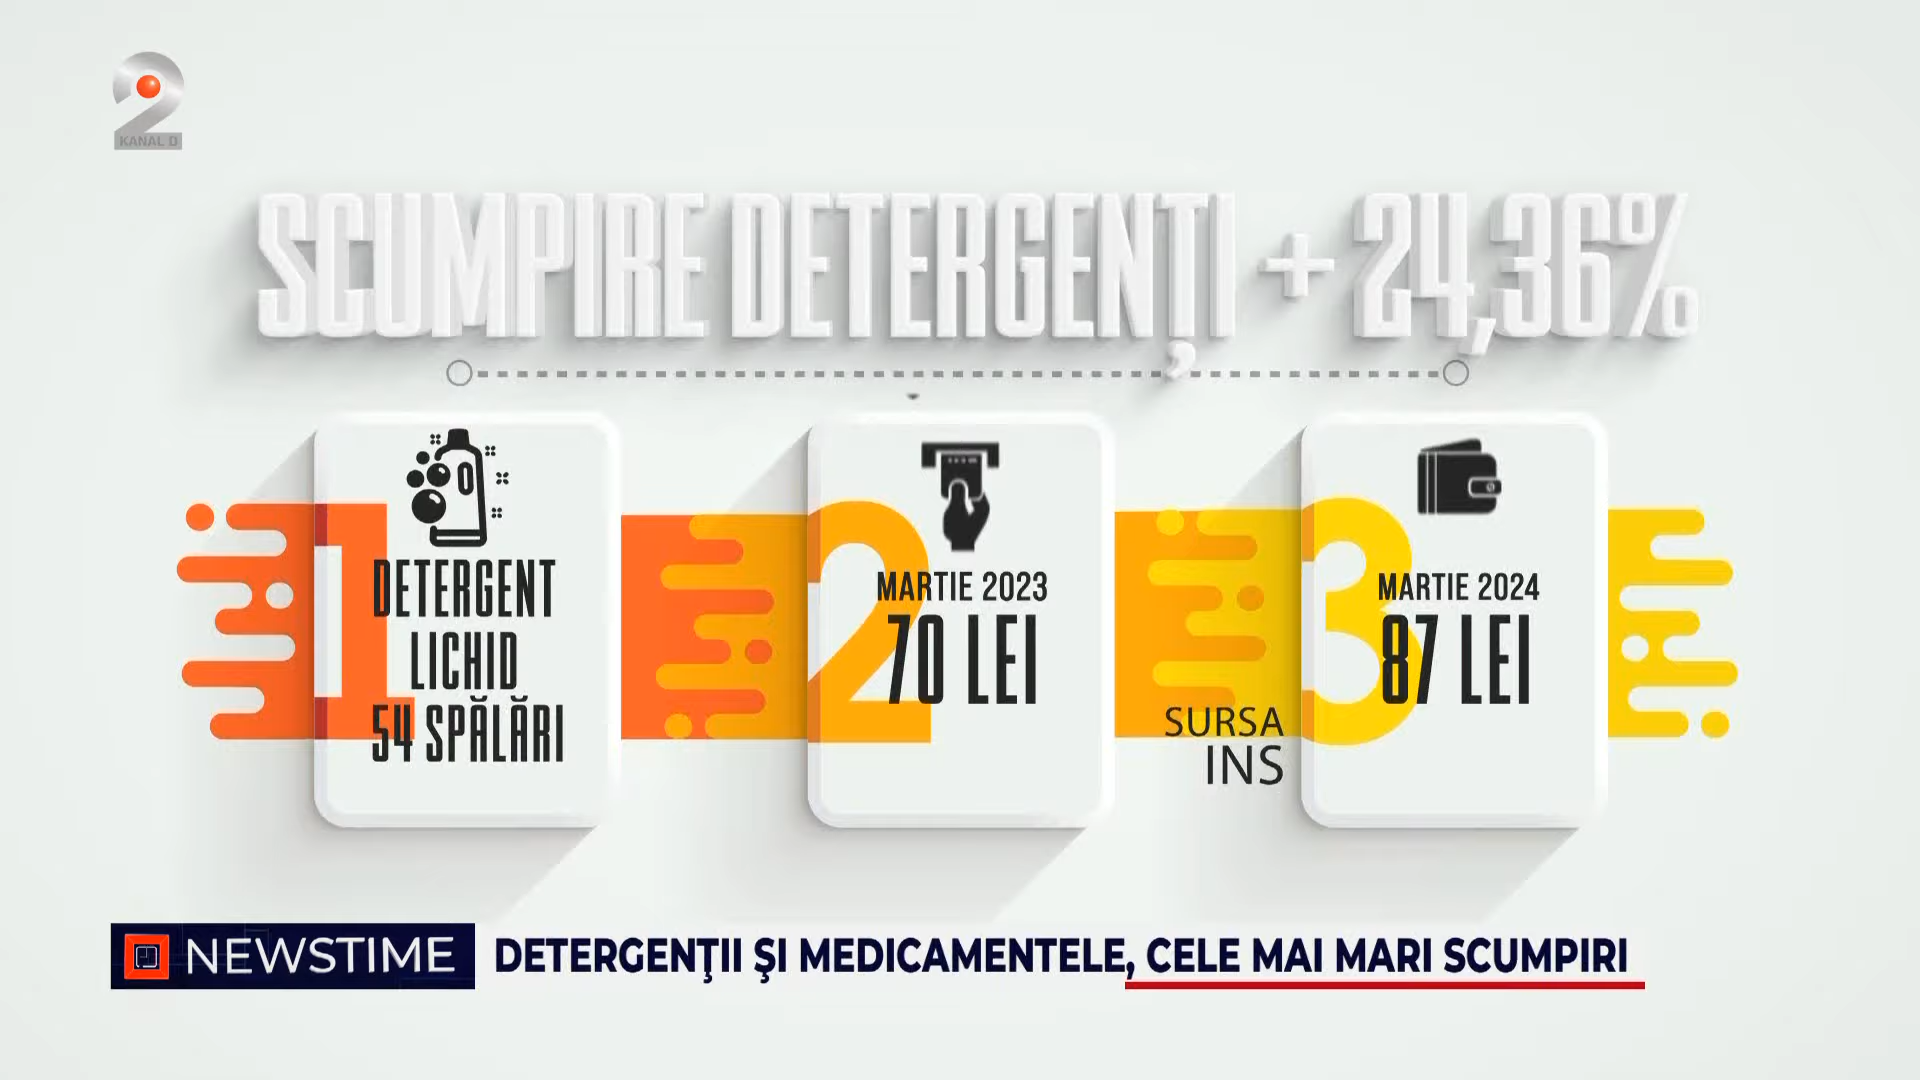 2
KANAL D
SCUMPIRE DETERGENȚI + 24,36%
1
DETERGENT
LICHID
54 SPĂLĂRI
2
MARTIE 2023
70 LEI
SURSA
INS
3
MARTIE 2024
87 LEI
NEWSTIME
DETERGENŢII ŞI MEDICAMENTELE, CELE MAI MARI SCUMPIRI